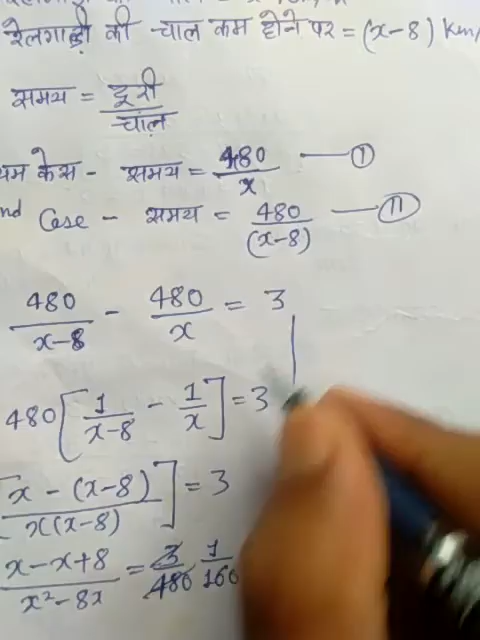 रेलगाड़ी की चाल कम होने पर = (x-8) Km/
समय = दूरी / चाल
केस - समय = 480/x —— (I)
nd Case - समय = 480/(x-8) —— (II)
480/(x-8) - 480/x = 3
480[1/(x-8) - 1/x] = 3
[x - (x-8) / x(x-8)] = 3
x-x+8 / x²-8x = 3/480 1/160